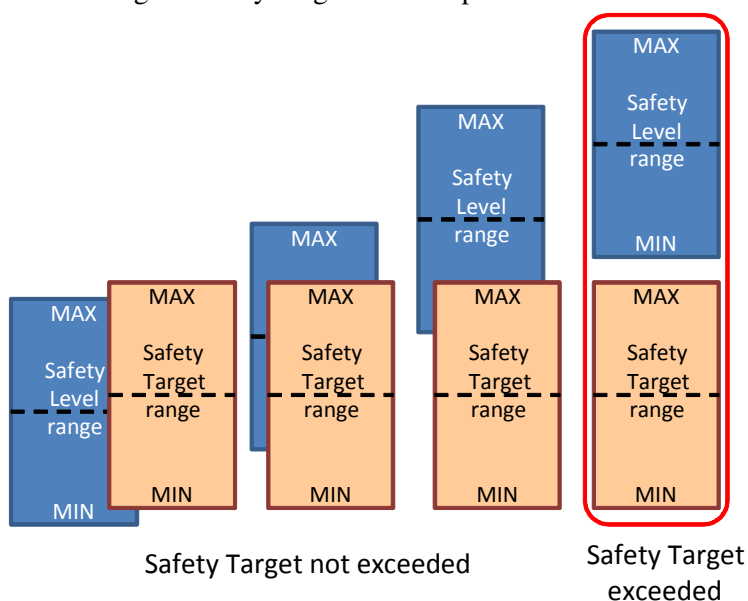 MAX
Safety
Level
range
MIN
MAX
Safety
Target
range
MIN
MAX
MAX
Safety
Target
range
MIN
MAX
Safety
Level
range
MAX
Safety
Target
range
MIN
MAX
Safety
Level
range
MIN
MAX
Safety
Target
range
MIN
Safety Target not exceeded
Safety Target
exceeded